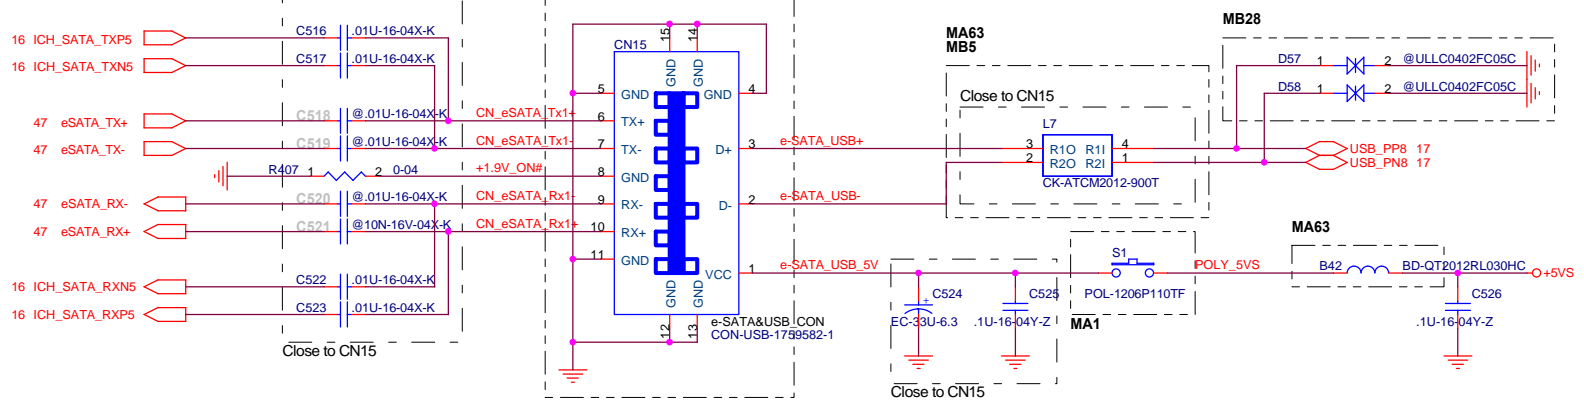 16 ICH_SATA_TXP5
16 ICH_SATA_TXN5
47 eSATA_TX+
47 eSATA_TX-
47 eSATA_RX-
47 eSATA_RX+
16 ICH_SATA_RXN5
16 ICH_SATA_RXP5
C516 .01U-16-04X-K
C517 .01U-16-04X-K
C518 @.01U-16-04X-K
C519 @.01U-16-04X-K
R407 1 2 0-04
C520 @.01U-16-04X-K
C521 @10N-16V-04X-K
C522 .01U-16-04X-K
C523 .01U-16-04X-K
Close to CN15
CN_eSATA_Tx1+
CN_eSATA_Tx1-
+1.9V_ON#
CN_eSATA_Rx1-
CN_eSATA_Rx1+
CN15
15 14
GND GND
5 GND GND 4
6 TX+
7 TX- D+ 3
8 GND
9 RX- D- 2
10 RX+
11 GND VCC 1
GND GND
12 13
e-SATA&USB_CON
CON-USB-1759582-1
e-SATA_USB+
e-SATA_USB-
e-SATA_USB_5V
MA63
MB5
Close to CN15
L7
3 R1O R1I 4
2 R2O R2I 1
CK-ATCM2012-900T
MB28
D57 1 2 @ULLC0402FC05C
D58 1 2 @ULLC0402FC05C
USB_PP8 17
USB_PN8 17
C524
EC-33U-6.3
C525
.1U-16-04Y-Z
Close to CN15
S1
POL-1206P110TF
MA1
POLY_5VS
MA63
B42 BD-QT2012RL030HC
+5VS
C526
.1U-16-04Y-Z